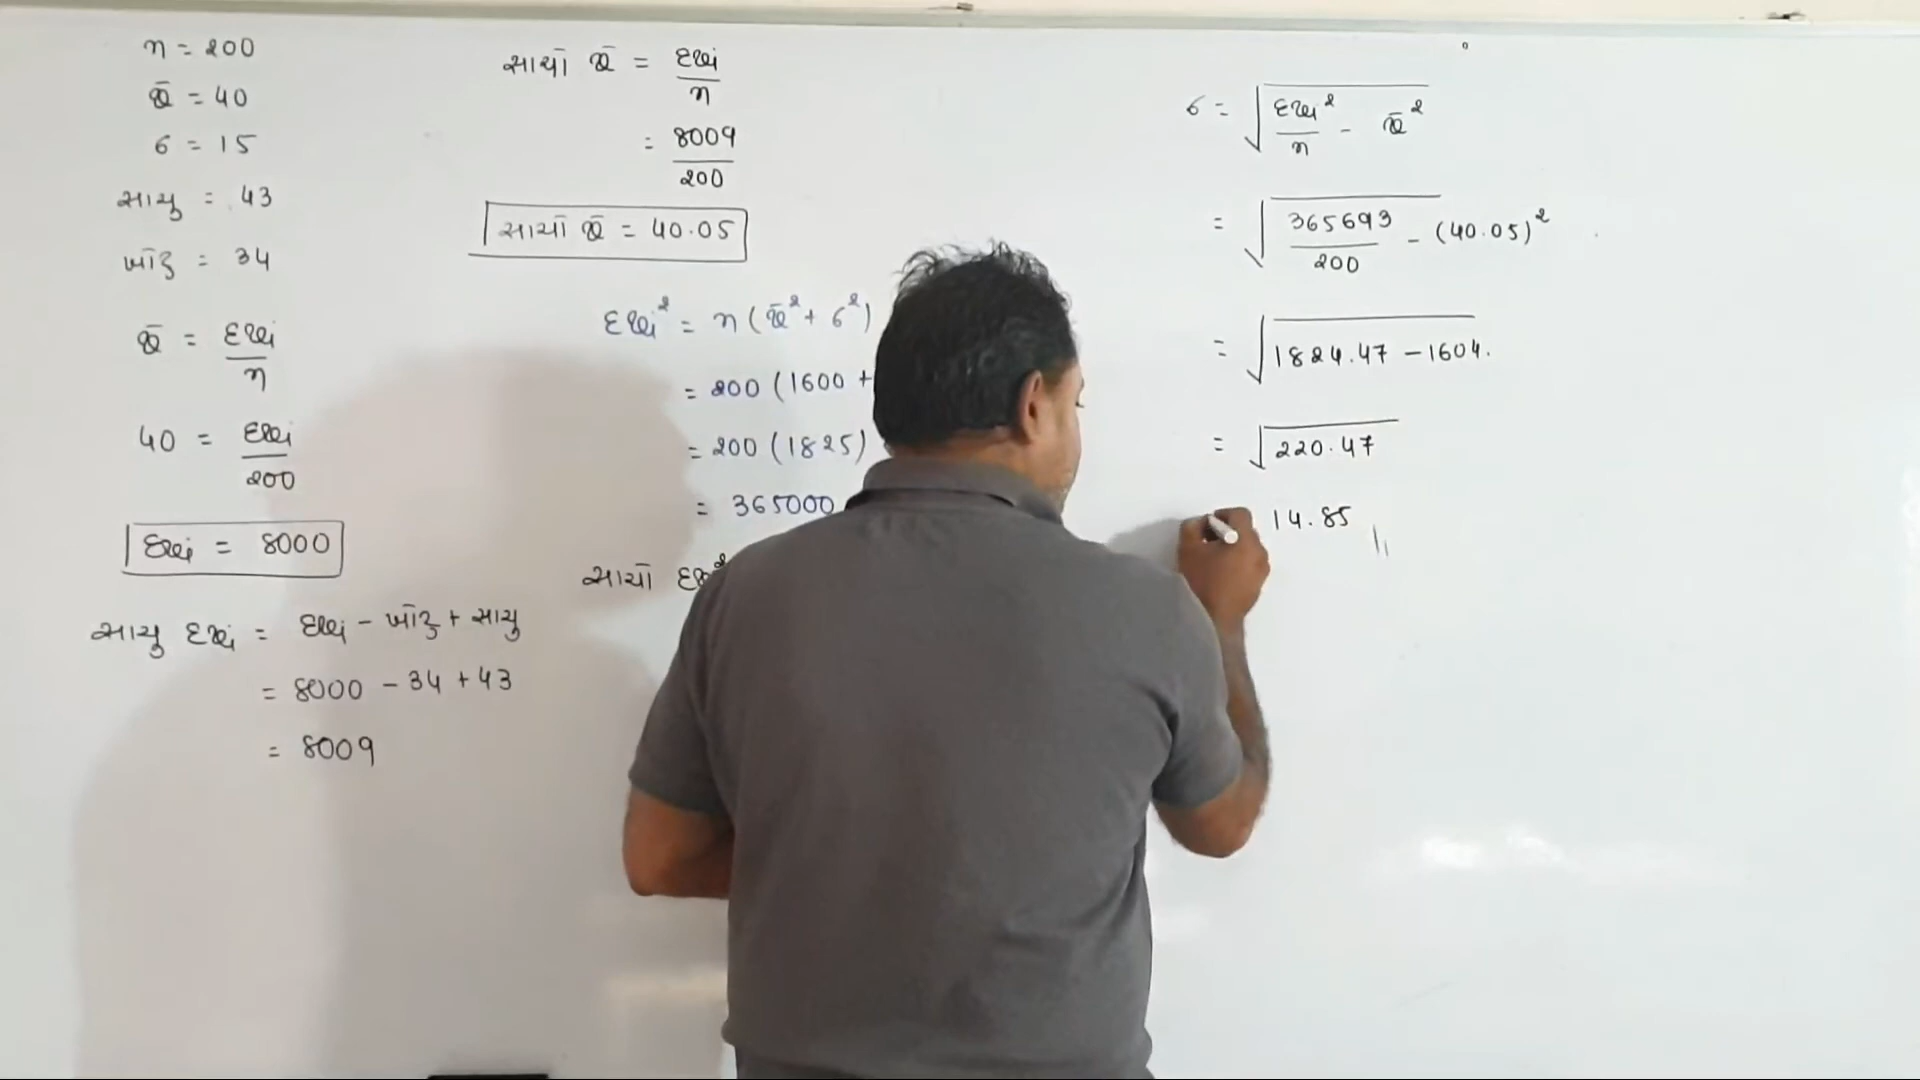 n = 200
x̄ = 40
σ = 15
સાચુ = 43
ખોટુ = 34
x̄ = Σxi / n
40 = Σxi / 200
Σxi = 8000
સાચુ Σxi = Σxi - ખોટુ + સાચુ
= 8000 - 34 + 43
= 8009
સાચો x̄ = Σxi / n
= 8009 / 200
સાચો x̄ = 40.05
Σxi² = n (x̄² + σ²)
= 200 (1600 +
= 200 (1825)
= 365000
સાચો Σxi²
σ = √(Σxi² / n - x̄²)
= √(365693 / 200 - (40.05)²)
= √(1824.47 - 1604.
= √220.47
14.85